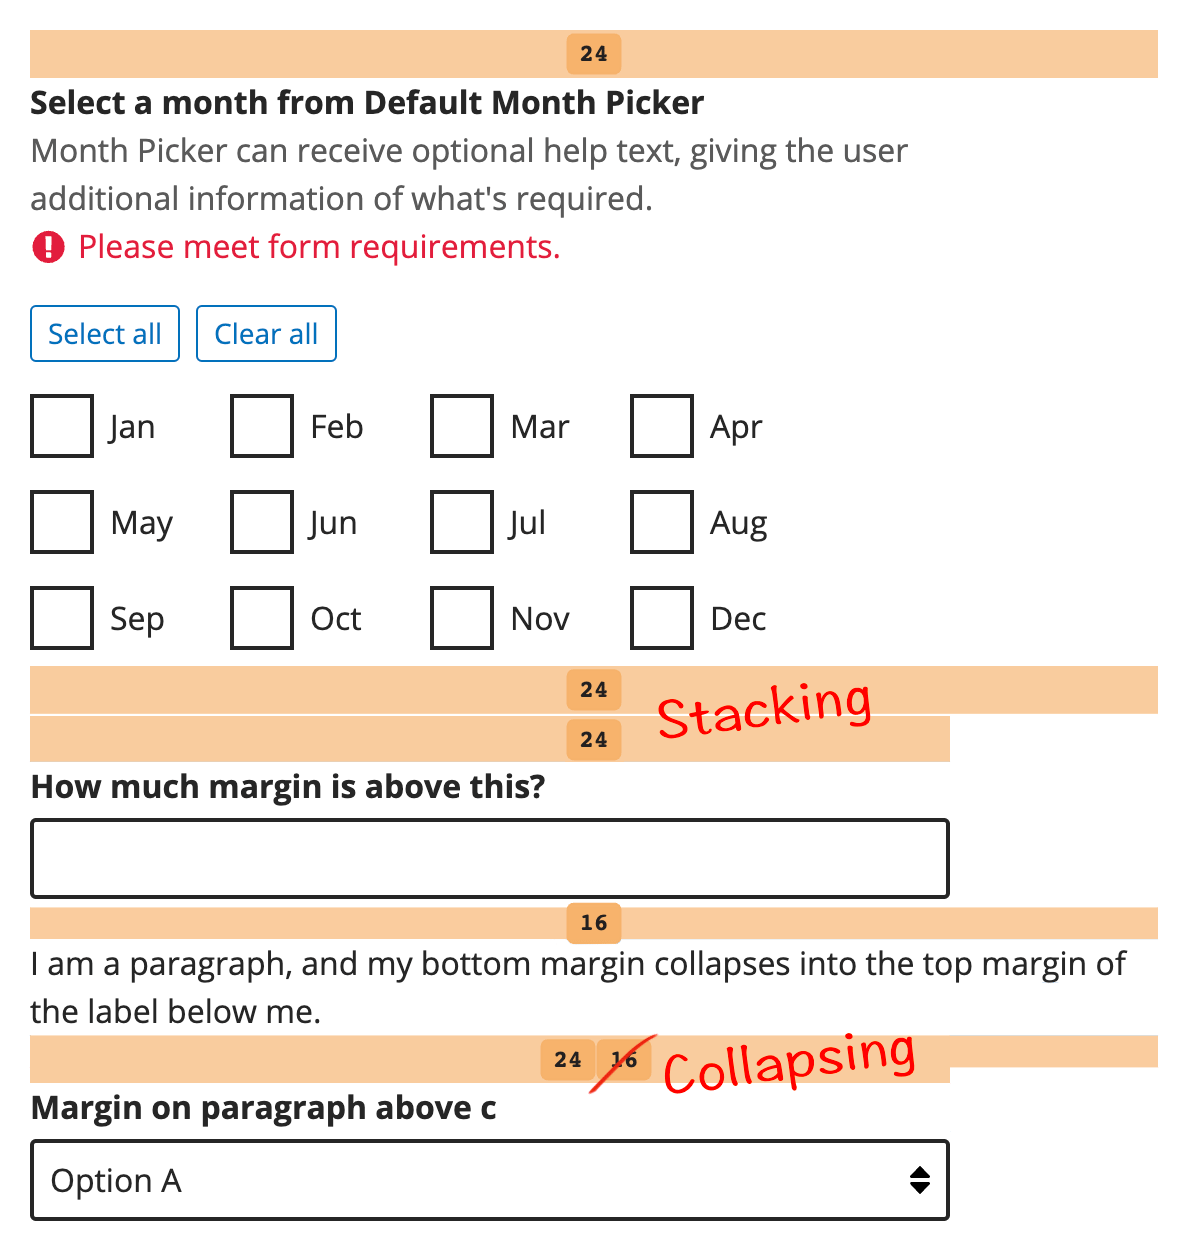 24
Select a month from Default Month Picker
Month Picker can receive optional help text, giving the user
additional information of what's required.
Please meet form requirements.
Select all Clear all
Jan Feb Mar Apr
May Jun Jul Aug
Sep Oct Nov Dec
24
Stacking
24
How much margin is above this?
16
I am a paragraph, and my bottom margin collapses into the top margin of
the label below me.
24 16 Collapsing
Margin on paragraph above c
Option A